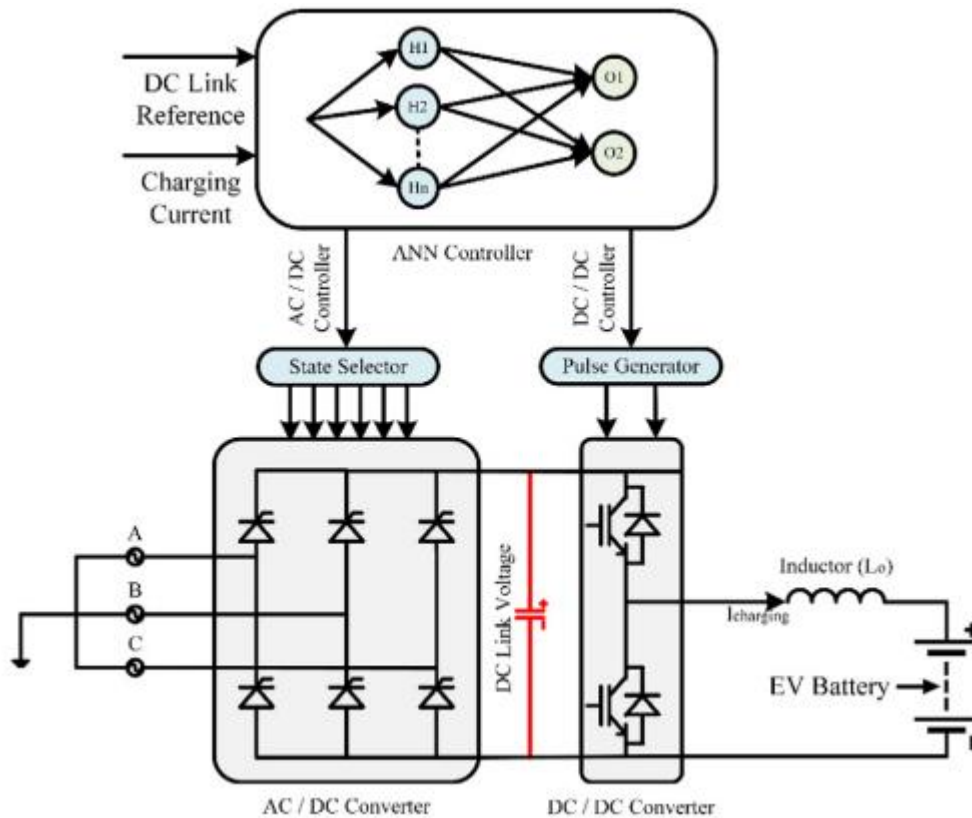 H1
H2
Hn
O1
O2
DC Link
Reference
Charging
Current
ANN Controller
AC / DC
Controller
DC / DC
Controller
State Selector
Pulse Generator
A
B
C
DC Link Voltage
Inductor (Lo)
Icharging
EV Battery
+
AC / DC Converter
DC / DC Converter